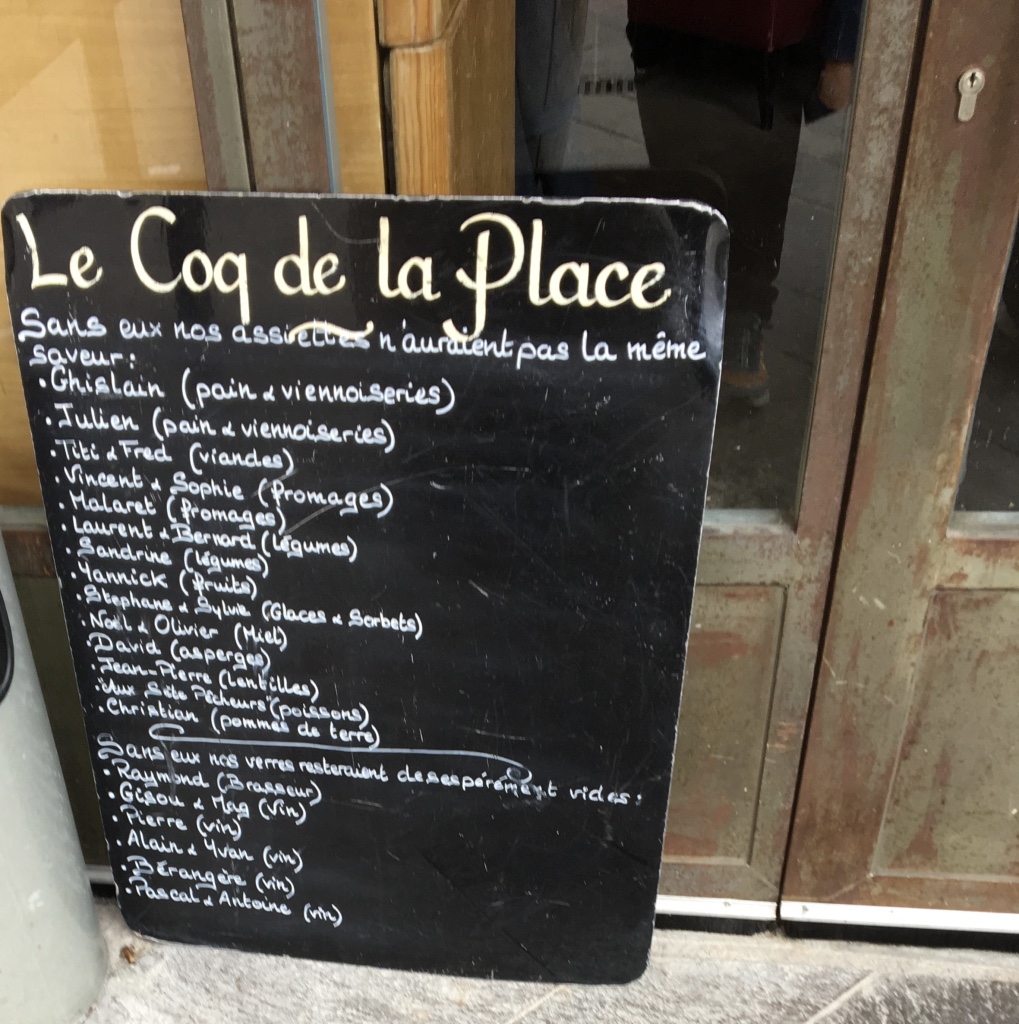 Le Coq de la Place
Sans eux nos assiettes n'auraient pas la même
saveur :
• Ghislain (pain & viennoiseries)
• Julien (pain & viennoiseries)
• Titi & Fred (viandes)
• Vincent & Sophie (fromages)
• Malaret (fromages)
• Laurent & Bernard (légumes)
• Sandrine (légumes)
• Yannick (fruits)
• Stephane & Sylvie (Glaces & Sorbets)
• Noël & Olivier (Miel)
• David (asperges)
• Jean-Pierre (lentilles)
• "Aux Sète Pêcheurs" (poissons)
• Christian (pommes de terre)
Sans eux nos verres resteraient desespérément vides :
• Raymond (Brasseur)
• Gisou & Mag (Vin)
• Pierre (vin)
• Alain & Yvan (vin)
• Bérangère (vin)
• Pascal & Antoine (vin)